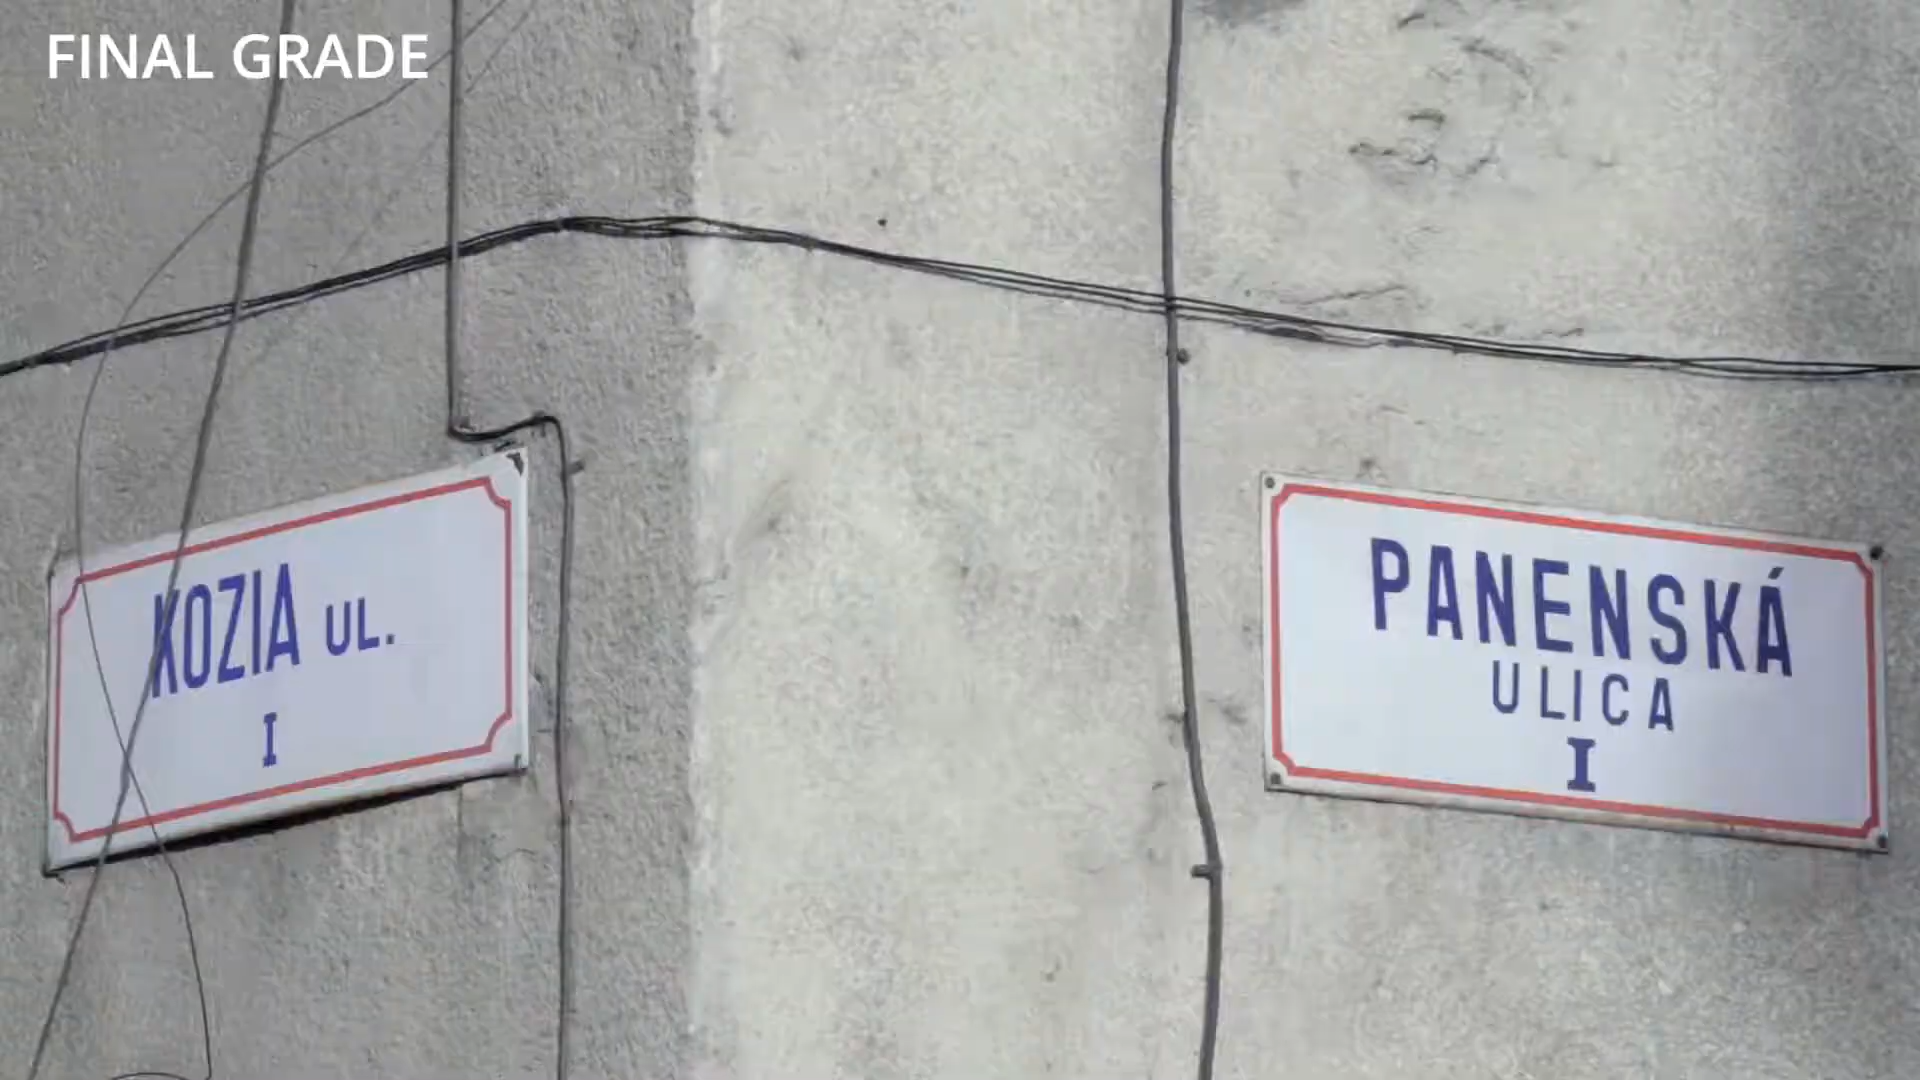 FINAL GRADE
KOZIA UL.
I
PANENSKÁ
ULICA
I